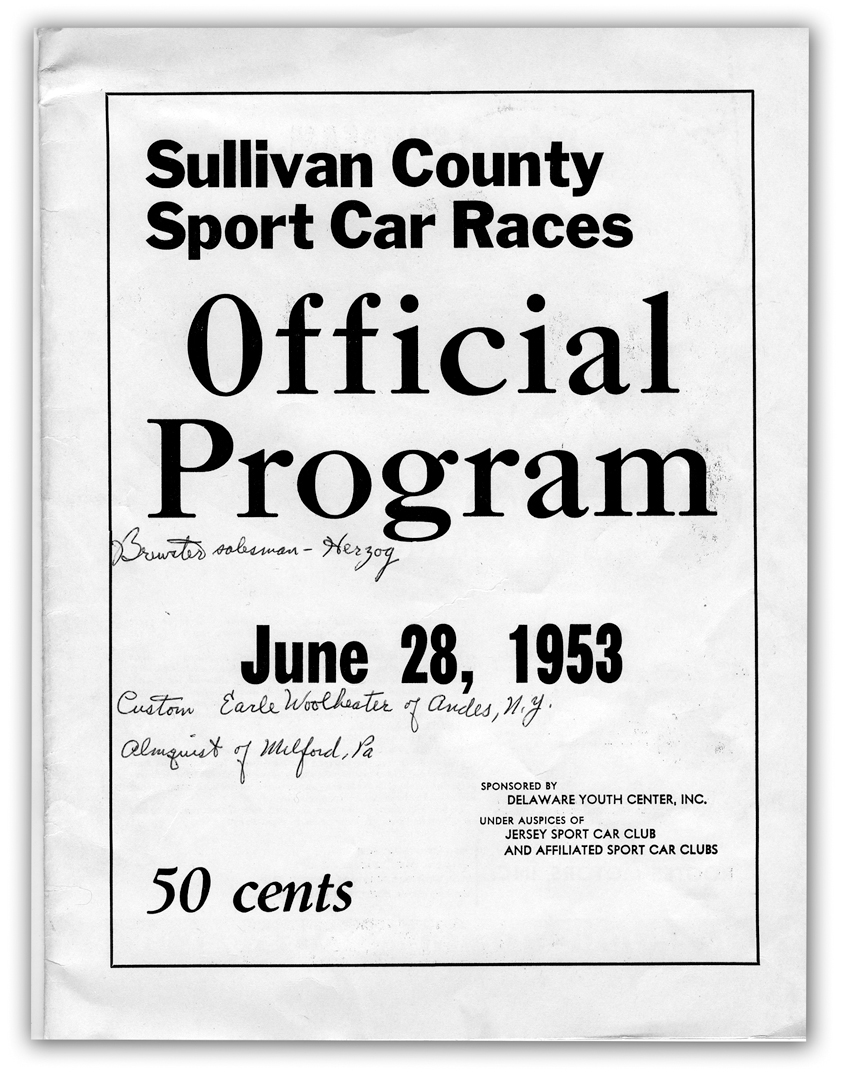 Sullivan County
Sport Car Races
Official
Program
Brewster salesman - Herzog
June 28, 1953
Custom Earle Woolhester of Andes, N.Y.
Almquist of Milford, Pa
SPONSORED BY
DELAWARE YOUTH CENTER, INC.
UNDER AUSPICES OF
JERSEY SPORT CAR CLUB
AND AFFILIATED SPORT CAR CLUBS
50 cents